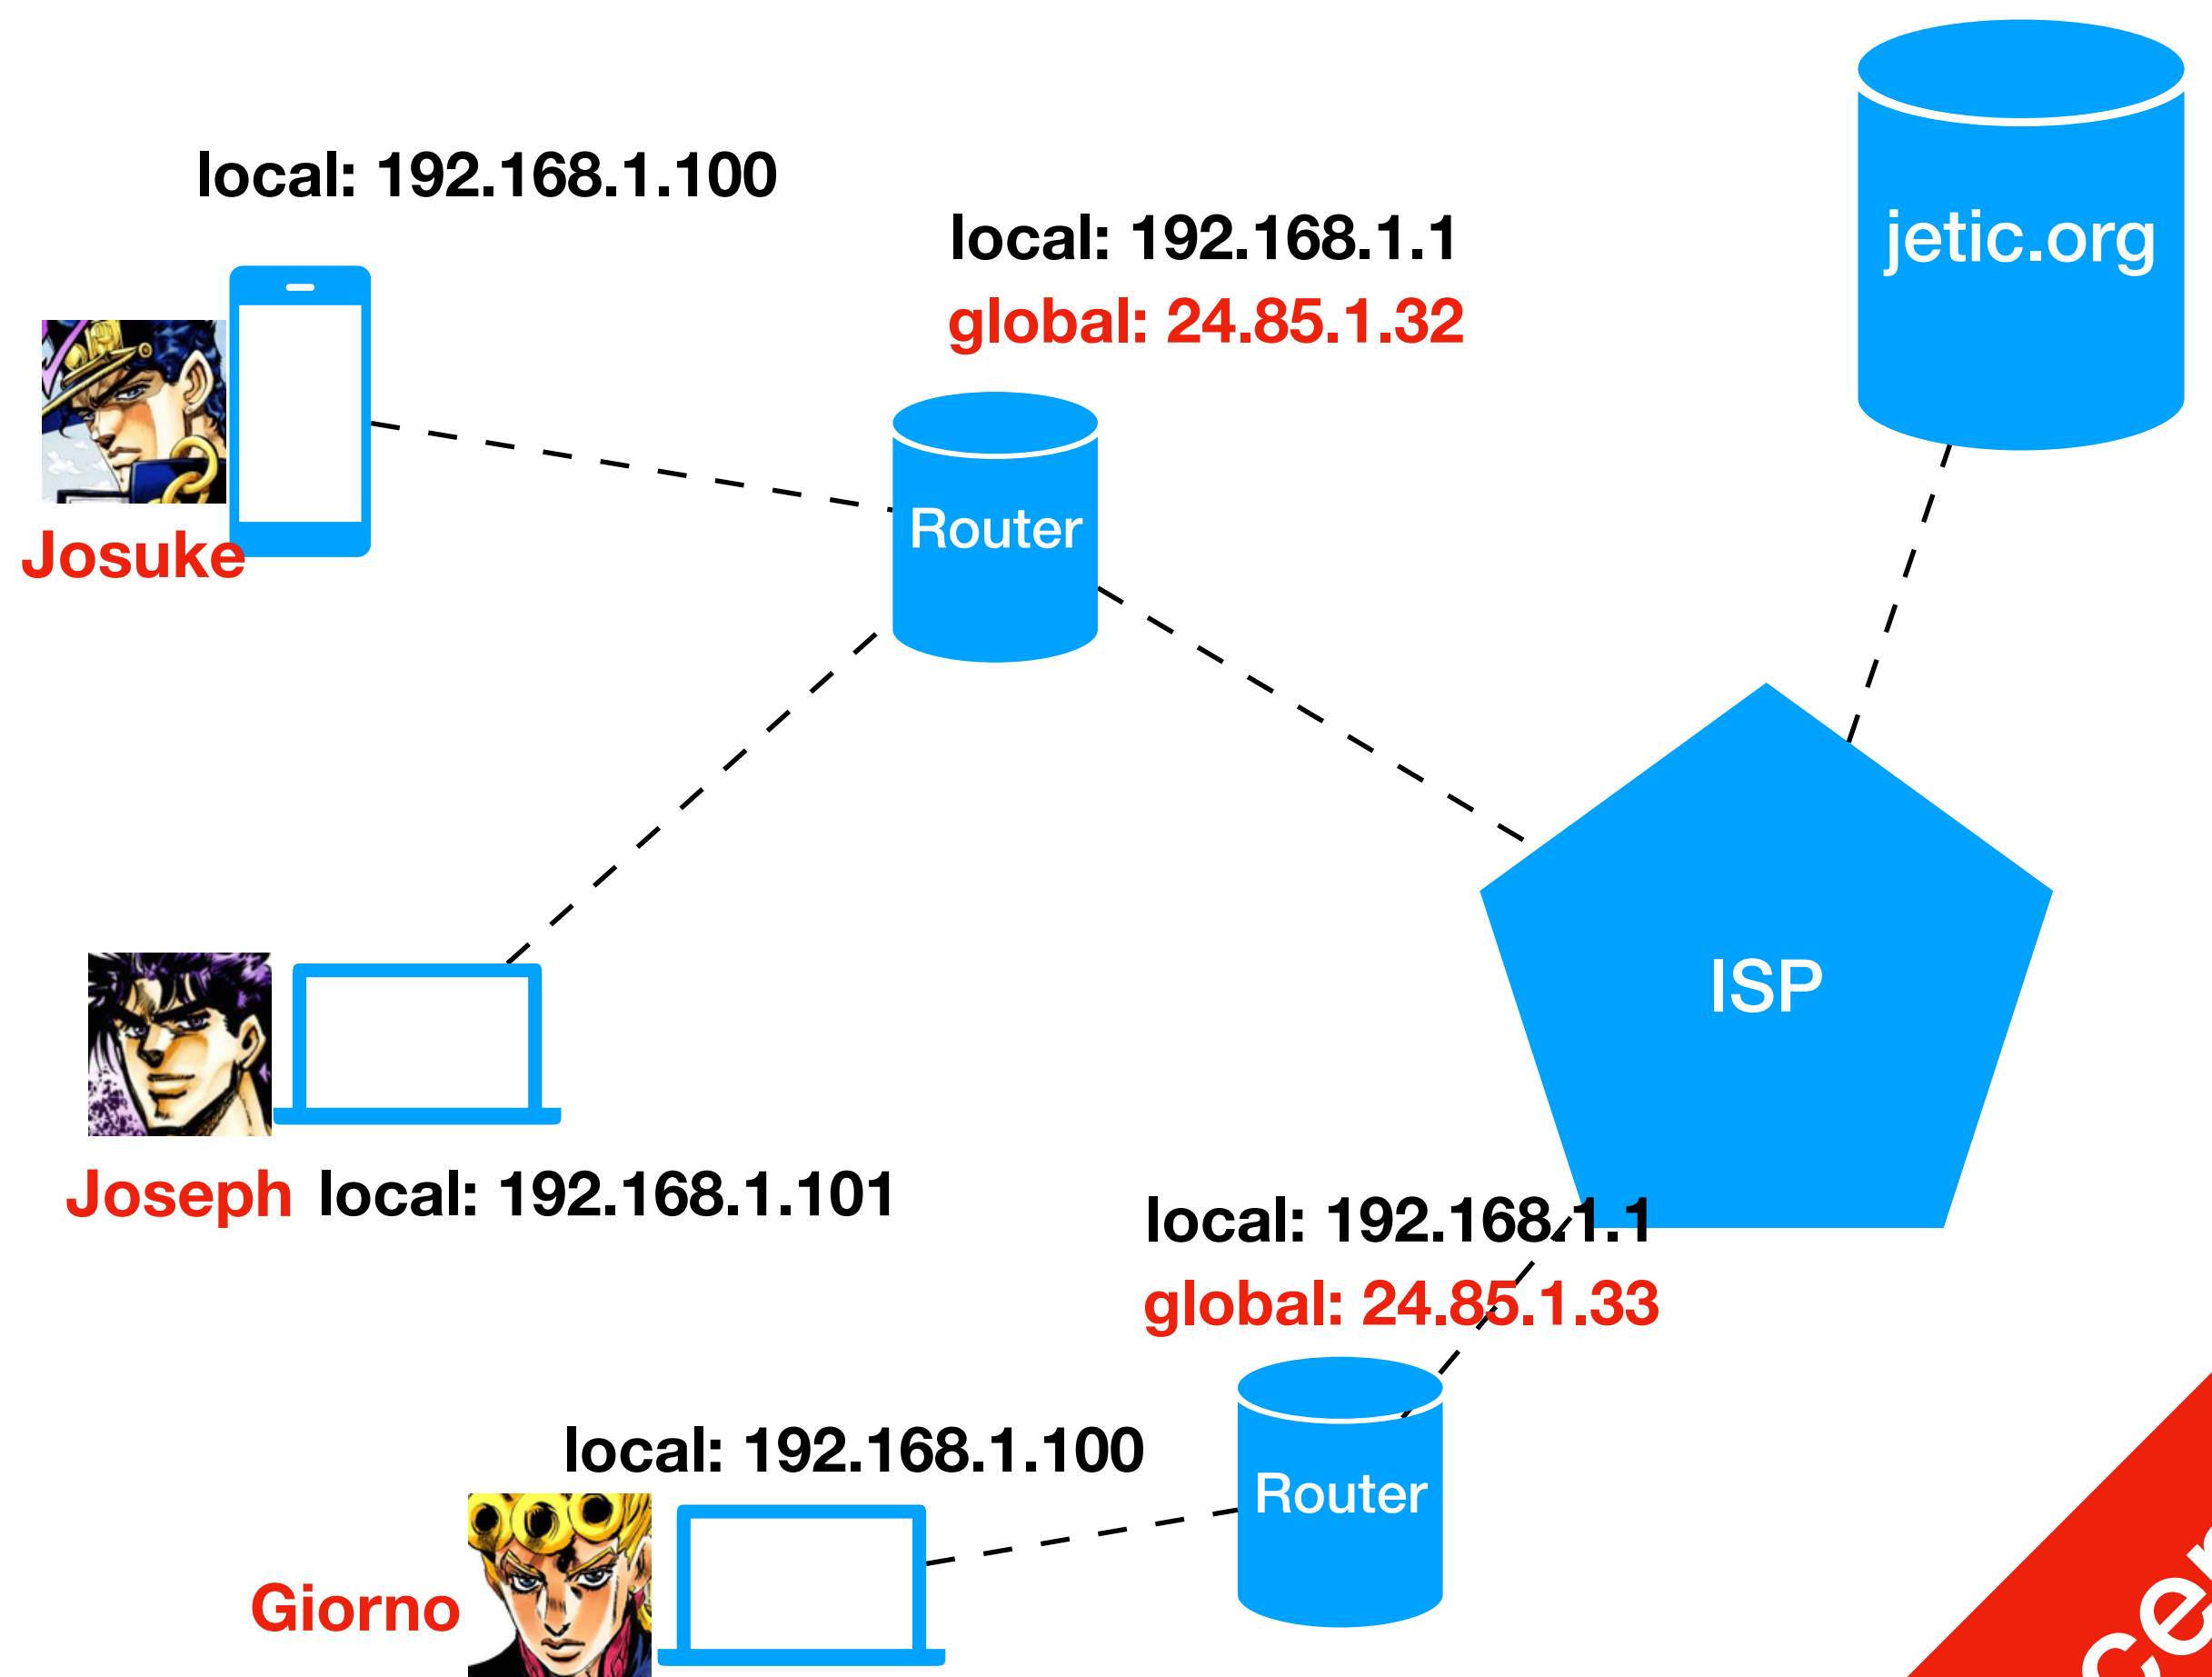 local: 192.168.1.100
local: 192.168.1.1
global: 24.85.1.32
jetic.org
Router
Josuke
ISP
Joseph
local: 192.168.1.101
local: 192.168.1.1
global: 24.85.1.33
local: 192.168.1.100
Router
Giorno